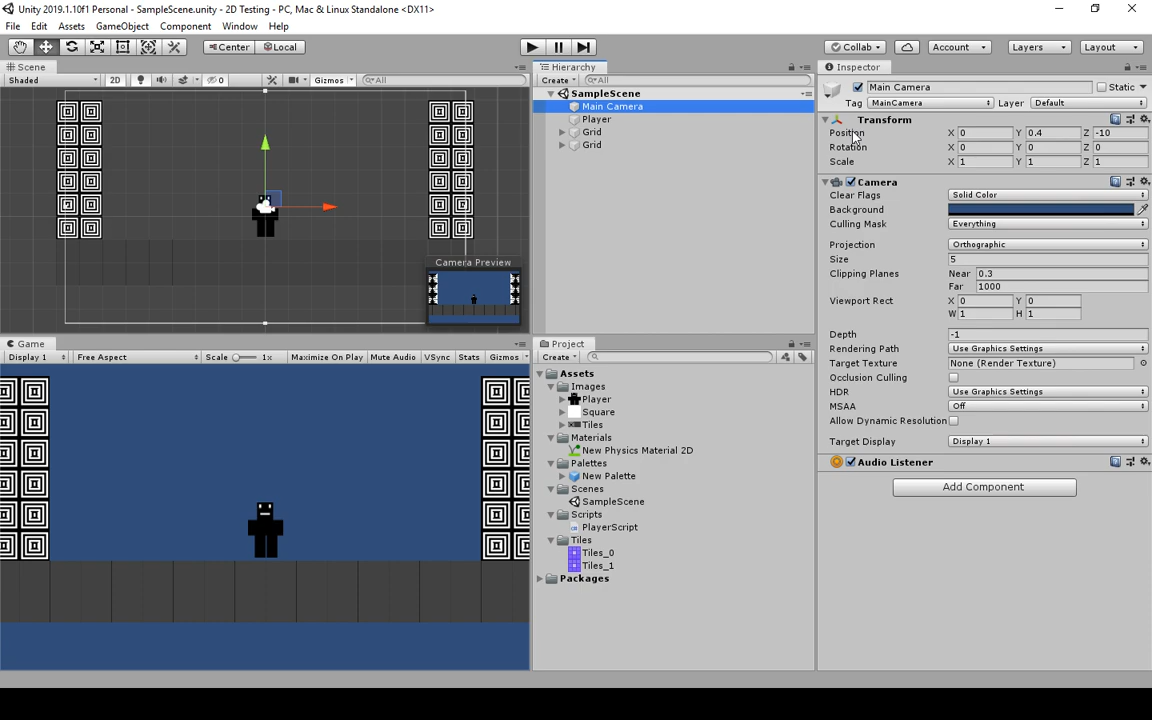 Unity 2019.1.10f1 Personal - SampleScene.unity - 2D Testing - PC, Mac & Linux Standalone <DX11>
File Edit Assets GameObject Component Window Help
Center Local Collab Account Layers Layout
Scene
Shaded 2D 0 Gizmos All
Camera Preview
Hierarchy
Create All
SampleScene
Main Camera
Player
Grid
Grid
Game
Display 1 Free Aspect Scale 1x Maximize On Play Mute Audio VSync Stats Gizmos
Project
Create
Assets
Images
Player
Square
Tiles
Materials
New Physics Material 2D
Palettes
New Palette
Scenes
SampleScene
Scripts
PlayerScript
Tiles
Tiles_0
Tiles_1
Packages
Inspector
Main Camera Static
Tag MainCamera Layer Default
Transform
Position X 0 Y 0.4 Z -10
Rotation X 0 Y 0 Z 0
Scale X 1 Y 1 Z 1
Camera
Clear Flags Solid Color
Background
Culling Mask Everything
Projection Orthographic
Size 5
Clipping Planes Near 0.3
Far 1000
Viewport Rect X 0 Y 0
W 1 H 1
Depth -1
Rendering Path Use Graphics Settings
Target Texture None (Render Texture)
Occlusion Culling
HDR Use Graphics Settings
MSAA Off
Allow Dynamic Resolution
Target Display Display 1
Audio Listener
Add Component